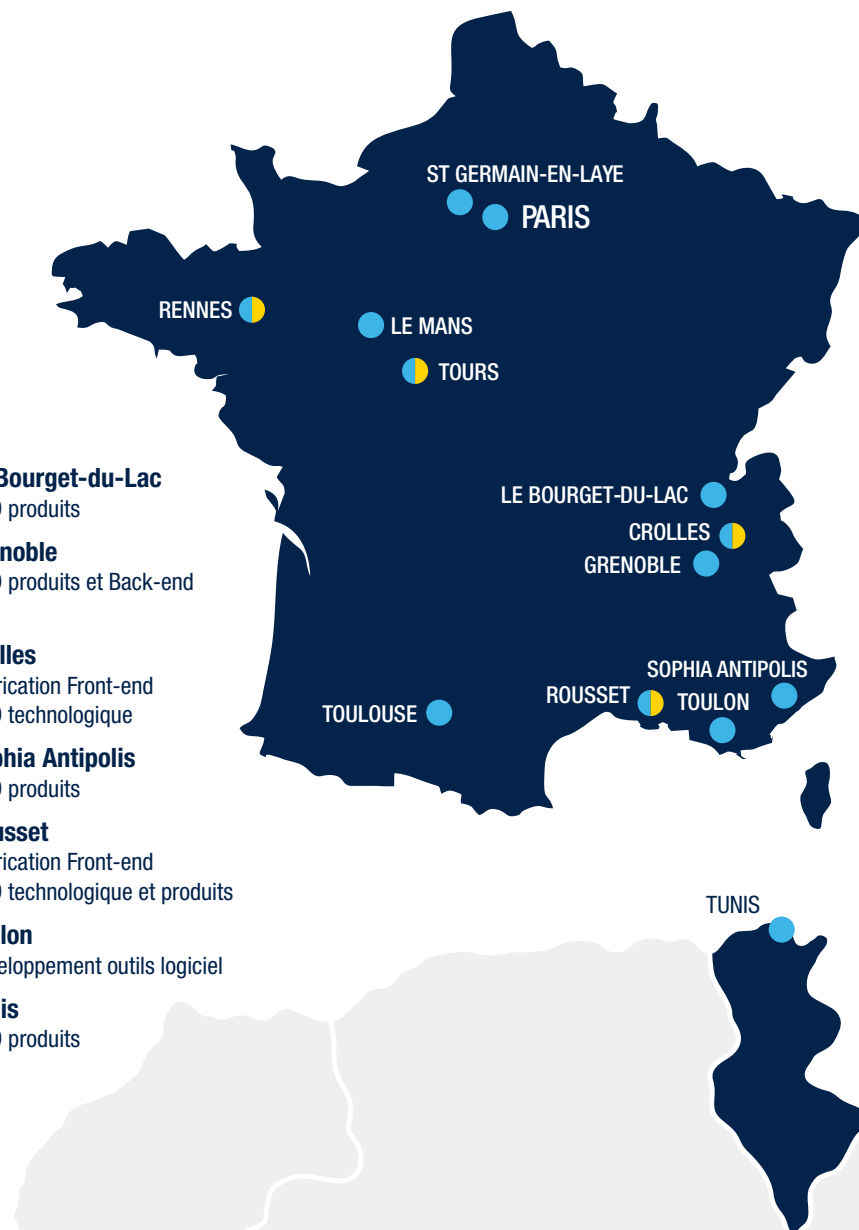 ST GERMAIN-EN-LAYE
PARIS
RENNES
LE MANS
TOURS
LE BOURGET-DU-LAC
CROLLES
GRENOBLE
SOPHIA ANTIPOLIS
ROUSSET
TOULON
TOULOUSE
TUNIS
Bourget-du-Lac
produits
noble
produits et Back-end
lles
rication Front-end
technologique
phia Antipolis
produits
usset
rication Front-end
technologique et produits
lon
eloppement outils logiciel
is
produits